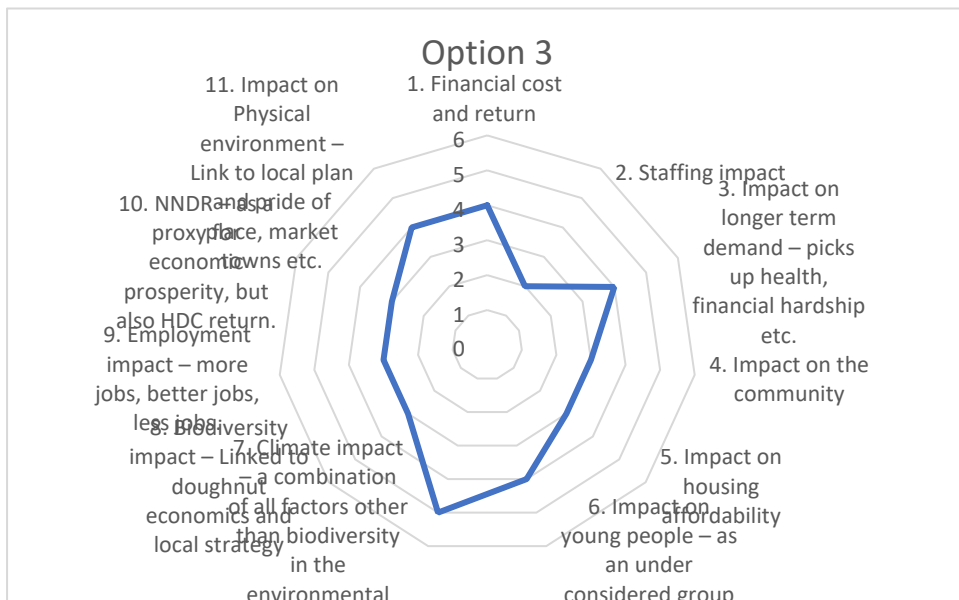 Option 3
1. Financial cost
and return
2. Staffing impact
3. Impact on
longer term
demand – picks
up health,
financial hardship
etc.
4. Impact on the
community
5. Impact on
housing
affordability
6. Impact on
young people – as
an under
considered group
7. Climate impact
– a combination
of all factors other
than biodiversity
in the
environmental
8. Biodiversity
impact – Linked to
doughnut
economics and
local strategy
9. Employment
impact – more
jobs, better jobs,
less jobs.
10. NNDR – as a
proxy for
economic
prosperity, but
also HDC return.
11. Impact on
Physical
environment –
Link to local plan
and pride of
place, market
towns etc.
6
5
4
3
2
1
0